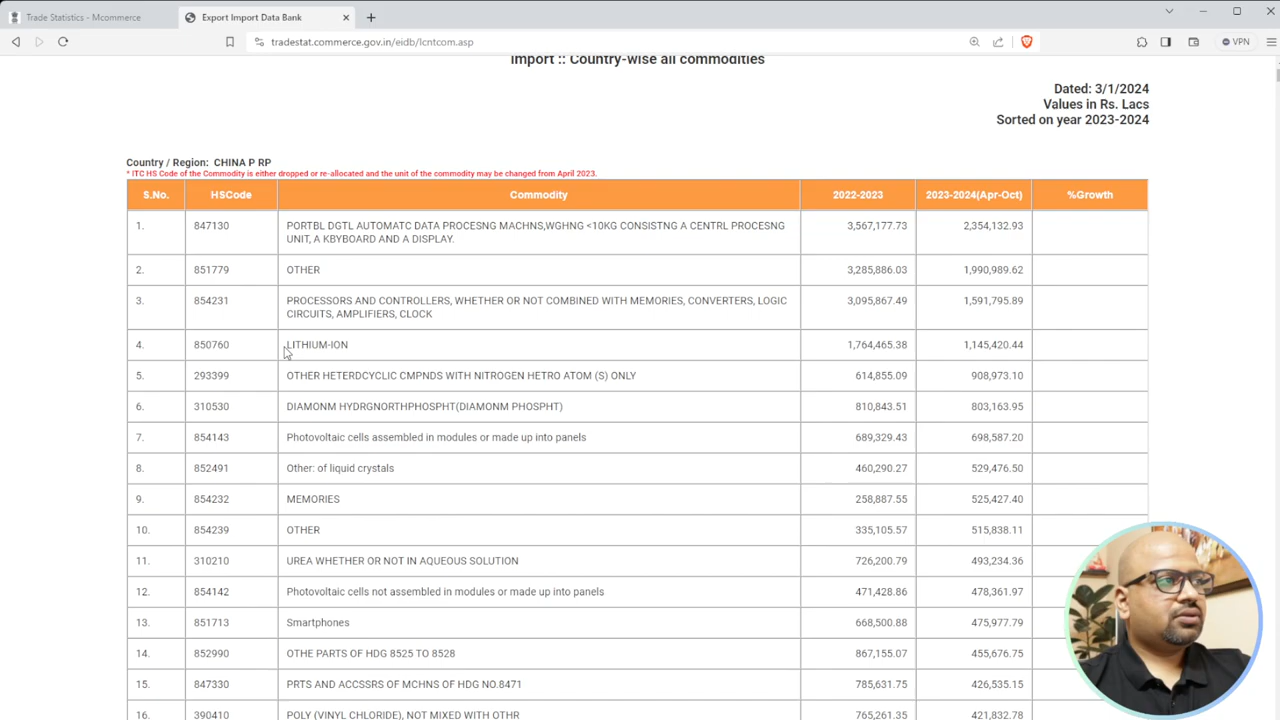 Trade Statistics - Mcommerce
Export Import Data Bank
tradestat.commerce.gov.in/eidb/lcntcom.asp
VPN
Import :: Country-wise all commodities
Dated: 3/1/2024
Values in Rs. Lacs
Sorted on year 2023-2024
Country / Region: CHINA P RP
* ITC HS Code of the Commodity is either dropped or re-allocated and the unit of the commodity may be changed from April 2023.
S.No. HSCode Commodity 2022-2023 2023-2024(Apr-Oct) %Growth
1. 847130 PORTBL DGTL AUTOMATC DATA PROCESNG MACHNS,WGHNG <10KG CONSISTNG A CENTRL PROCESNG 3,567,177.73 2,354,132.93
UNIT, A KBYBOARD AND A DISPLAY.
2. 851779 OTHER 3,285,886.03 1,990,989.62
3. 854231 PROCESSORS AND CONTROLLERS, WHETHER OR NOT COMBINED WITH MEMORIES, CONVERTERS, LOGIC 3,095,867.49 1,591,795.89
CIRCUITS, AMPLIFIERS, CLOCK
4. 850760 LITHIUM-ION 1,764,465.38 1,145,420.44
5. 293399 OTHER HETERDCYCLIC CMPNDS WITH NITROGEN HETRO ATOM (S) ONLY 614,855.09 908,973.10
6. 310530 DIAMONM HYDRGNORTHPHOSPHT(DIAMONM PHOSPHT) 810,843.51 803,163.95
7. 854143 Photovoltaic cells assembled in modules or made up into panels 689,329.43 698,587.20
8. 852491 Other: of liquid crystals 460,290.27 529,476.50
9. 854232 MEMORIES 258,887.55 525,427.40
10. 854239 OTHER 335,105.57 515,838.11
11. 310210 UREA WHETHER OR NOT IN AQUEOUS SOLUTION 726,200.79 493,234.36
12. 854142 Photovoltaic cells not assembled in modules or made up into panels 471,428.86 478,361.97
13. 851713 Smartphones 668,500.88 475,977.79
14. 852990 OTHE PARTS OF HDG 8525 TO 8528 867,155.07 455,676.75
15. 847330 PRTS AND ACCSSRS OF MCHNS OF HDG NO.8471 785,631.75 426,535.15
16. 390410 POLY (VINYL CHLORIDE), NOT MIXED WITH OTHR 765,261.35 421,832.78